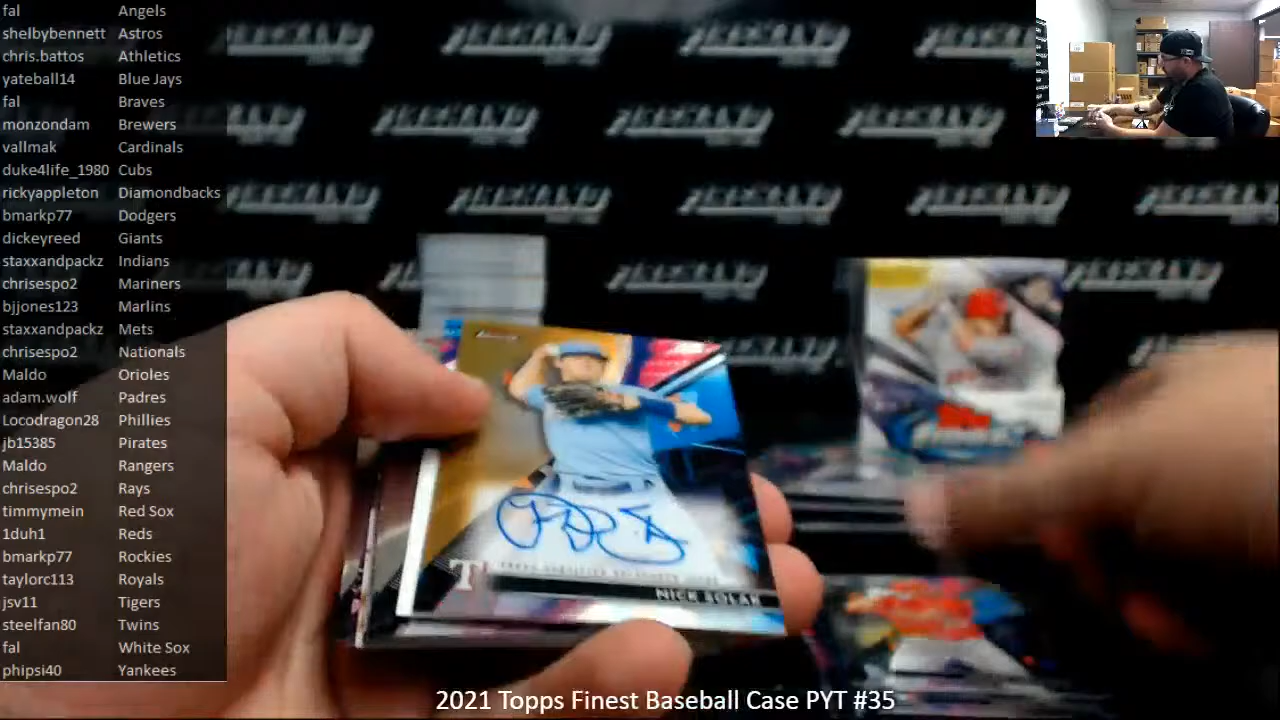 fal Angels
shelbybennett Astros
chris.battos Athletics
yateball14 Blue Jays
fal Braves
monzondam Brewers
vallmak Cardinals
duke4life_1980 Cubs
rickyappleton Diamondbacks
bmarkp77 Dodgers
dickeyreed Giants
staxxandpackz Indians
chrisespo2 Mariners
bjjones123 Marlins
staxxandpackz Mets
chrisespo2 Nationals
Maldo Orioles
adam.wolf Padres
Locodragon28 Phillies
jb15385 Pirates
Maldo Rangers
chrisespo2 Rays
timmymein Red Sox
1duh1 Reds
bmarkp77 Rockies
taylorc113 Royals
jsv11 Tigers
steelfan80 Twins
fal White Sox
phipsi40 Yankees
NICK SOLAK
FINEST
2021 Topps Finest Baseball Case PYT #35